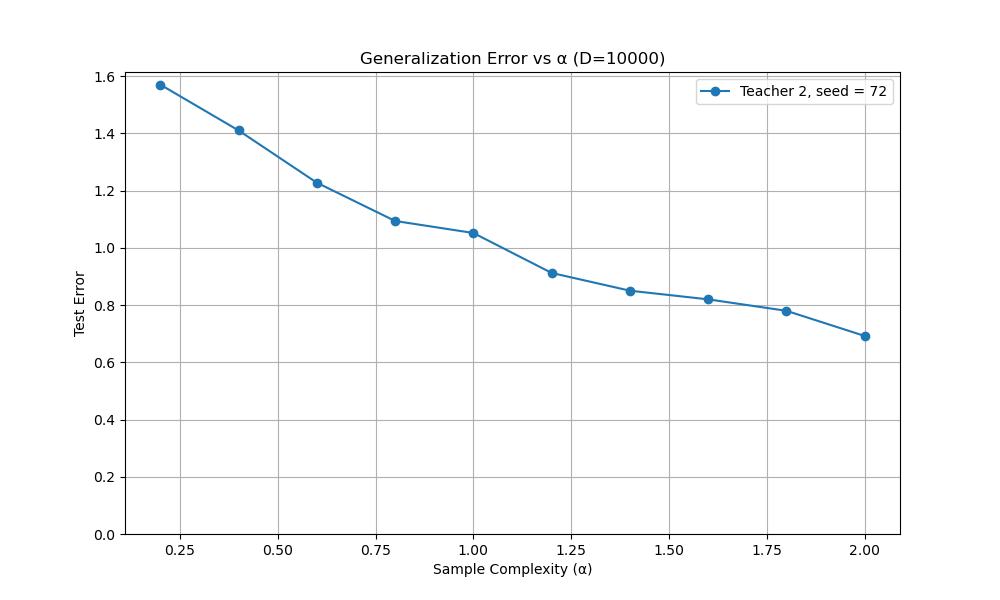 Generalization Error vs α (D=10000)
Teacher 2, seed = 72
Test Error
1.6
1.4
1.2
1.0
0.8
0.6
0.4
0.2
0.0
0.25 0.50 0.75 1.00 1.25 1.50 1.75 2.00
Sample Complexity (α)